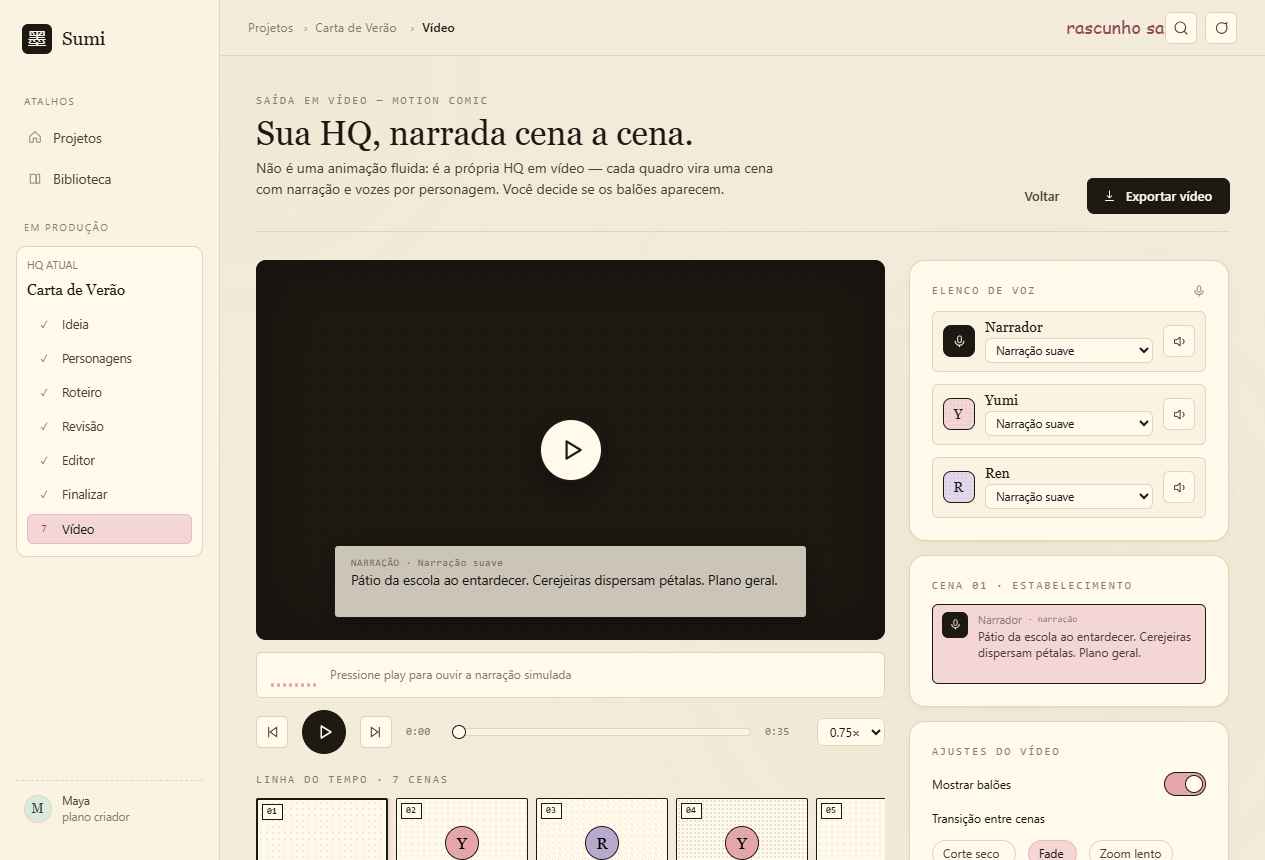 墨 Sumi
ATALHOS
Projetos
Biblioteca
EM PRODUÇÃO
HQ ATUAL
Carta de Verão
✓ Ideia
✓ Personagens
✓ Roteiro
✓ Revisão
✓ Editor
✓ Finalizar
7 Vídeo
M Maya
plano criador
Projetos › Carta de Verão › Vídeo
rascunho
SAÍDA EM VÍDEO — MOTION COMIC
Sua HQ, narrada cena a cena.
Não é uma animação fluida: é a própria HQ em vídeo — cada quadro vira uma cena
com narração e vozes por personagem. Você decide se os balões aparecem.
Voltar
Exportar vídeo
NARRAÇÃO · Narração suave
Pátio da escola ao entardecer. Cerejeiras dispersam pétalas. Plano geral.
Pressione play para ouvir a narração simulada
0:00
0:35
0.75×
LINHA DO TEMPO · 7 CENAS
01
02
Y
03
R
04
Y
05
ELENCO DE VOZ
Narrador
Narração suave
Y
Yumi
Narração suave
R
Ren
Narração suave
CENA 01 · ESTABELECIMENTO
Narrador · narração
Pátio da escola ao entardecer. Cerejeiras
dispersam pétalas. Plano geral.
AJUSTES DO VÍDEO
Mostrar balões
Transição entre cenas
Corte seco
Fade
Zoom lento